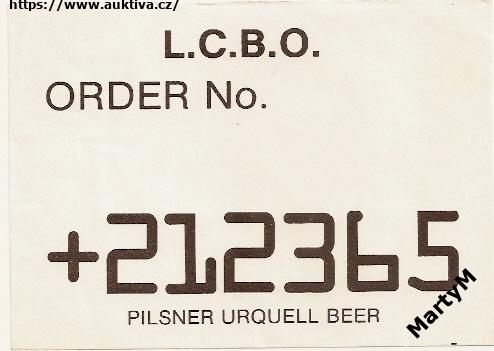 https://www.auktiva.cz/
L.C.B.O.
ORDER No.
+212365
PILSNER URQUELL BEER
MartyM